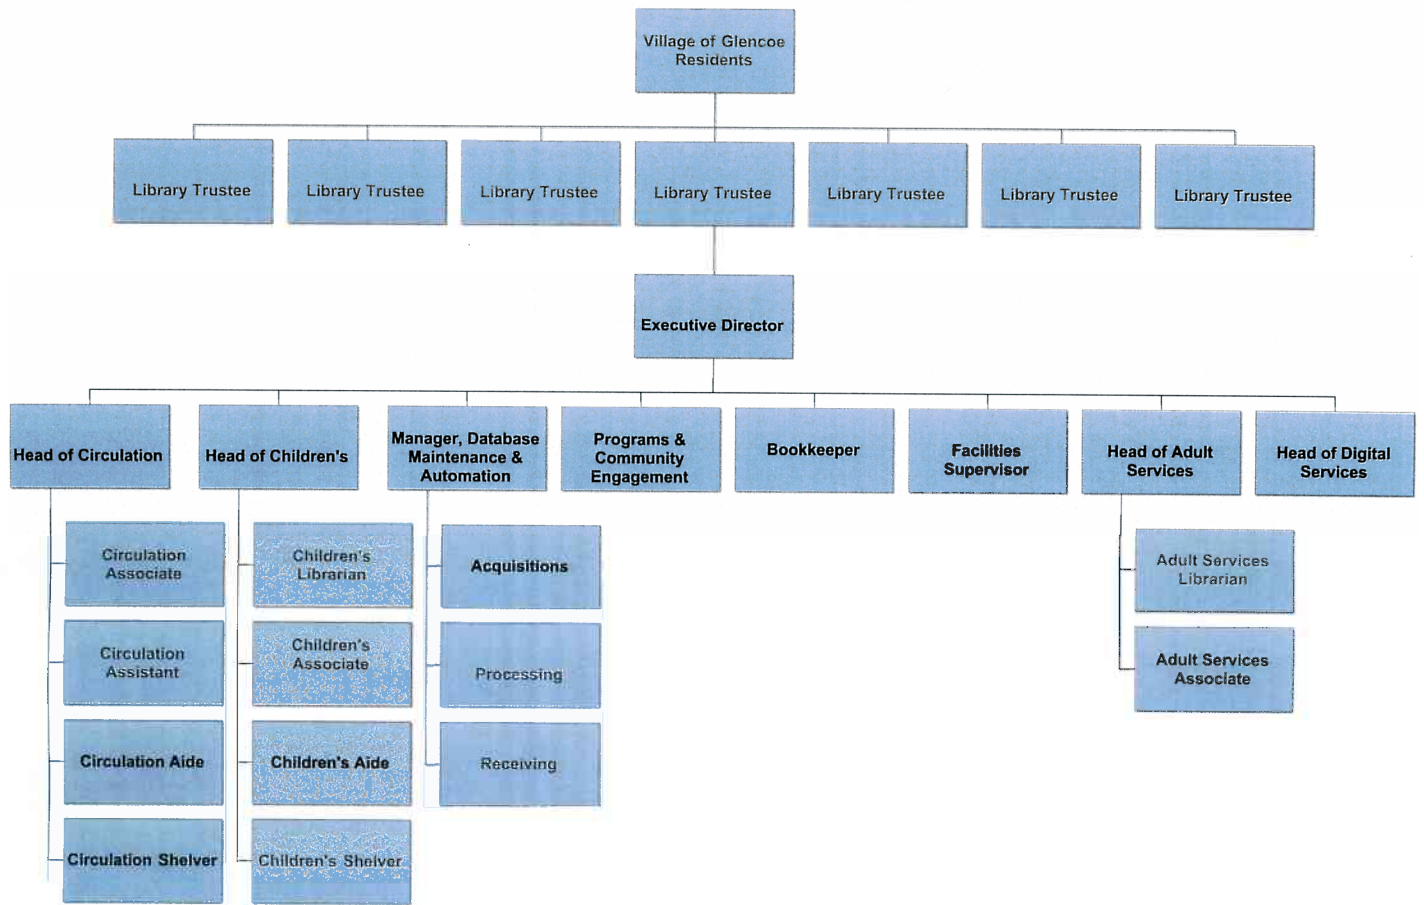 Village of Glencoe
Residents
Library Trustee
Library Trustee
Library Trustee
Library Trustee
Library Trustee
Library Trustee
Library Trustee
Executive Director
Head of Circulation
Head of Children's
Manager, Database
Maintenance &
Automation
Programs &
Community
Engagement
Bookkeeper
Facilities
Supervisor
Head of Adult
Services
Head of Digital
Services
Circulation
Associate
Circulation
Assistant
Circulation Aide
Circulation Shelver
Children's
Librarian
Children's
Associate
Children's Aide
Children's Shelver
Acquisitions
Processing
Receiving
Adult Services
Librarian
Adult Services
Associate